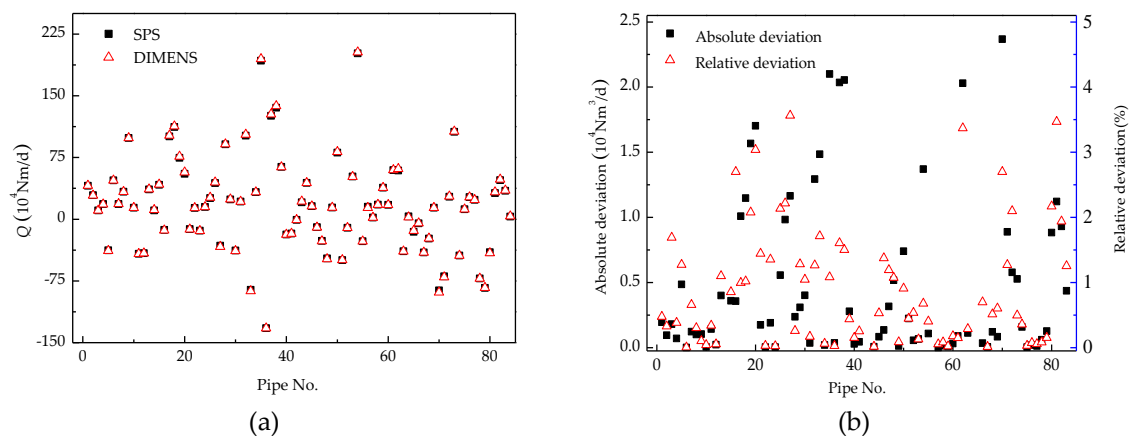 225
150
75
0
-75
-150
Q (10⁴Nm/d)
SPS
DIMENS
0 20 40 60 80
Pipe No.
(a)
2.5
2.0
1.5
1.0
0.5
0.0
Absolute deviation (10⁴Nm³/d)
Absolute deviation
Relative deviation
5
4
3
2
1
0
Relative deviation(%)
0 20 40 60 80
Pipe No.
(b)